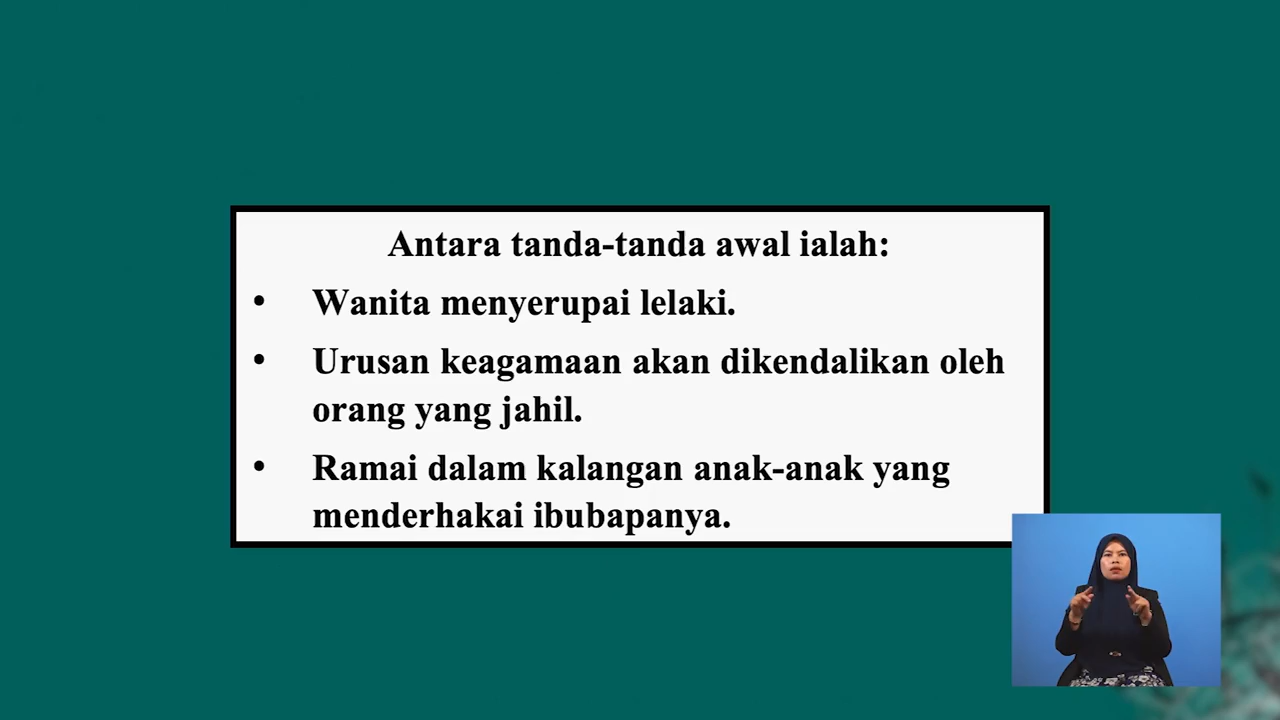 Antara tanda-tanda awal ialah:
• Wanita menyerupai lelaki.
• Urusan keagamaan akan dikendalikan oleh
orang yang jahil.
• Ramai dalam kalangan anak-anak yang
menderhakai ibubapanya.